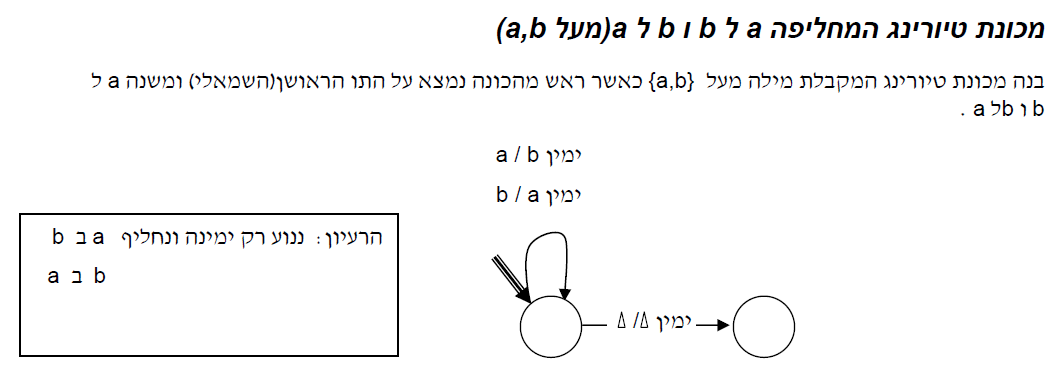 מכונת טיורינג המחליפה a ל b ו b ל a(מעל a,b)
בנה מכונת טיורינג המקבלת מילה מעל {a,b} כאשר ראש מהכונה נמצא על התו הראושן(השמאלי) ומשנה a ל
b ו bל a .
a / b ימין
b / a ימין
הרעיון: ננוע רק ימינה ונחליף a ב b
b ב a
Δ /Δ ימין